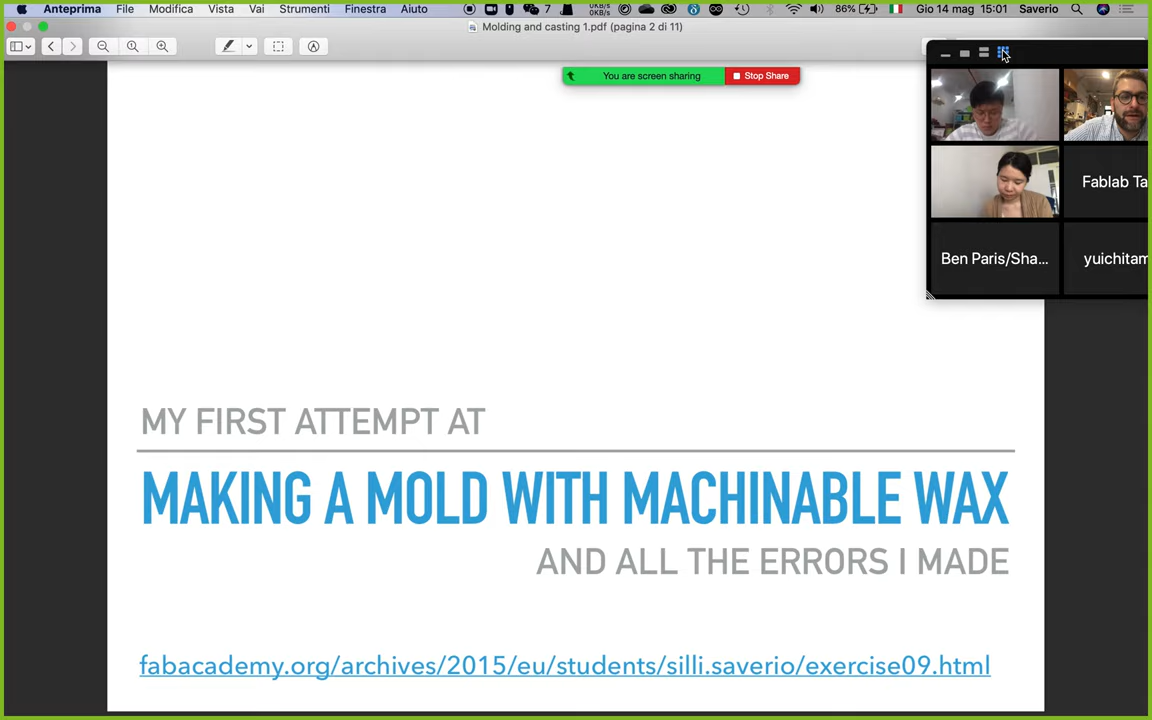 Anteprima File Modifica Vista Vai Strumenti Finestra Aiuto 7 0KB/s 0KB/s 86% Gio 14 mag 15:01 Saverio
Molding and casting 1.pdf (pagina 2 di 11)
You are screen sharing Stop Share
Fablab Ta
Ben Paris/Sha... yuichitam
MY FIRST ATTEMPT AT
MAKING A MOLD WITH MACHINABLE WAX
AND ALL THE ERRORS I MADE
fabacademy.org/archives/2015/eu/students/silli.saverio/exercise09.html